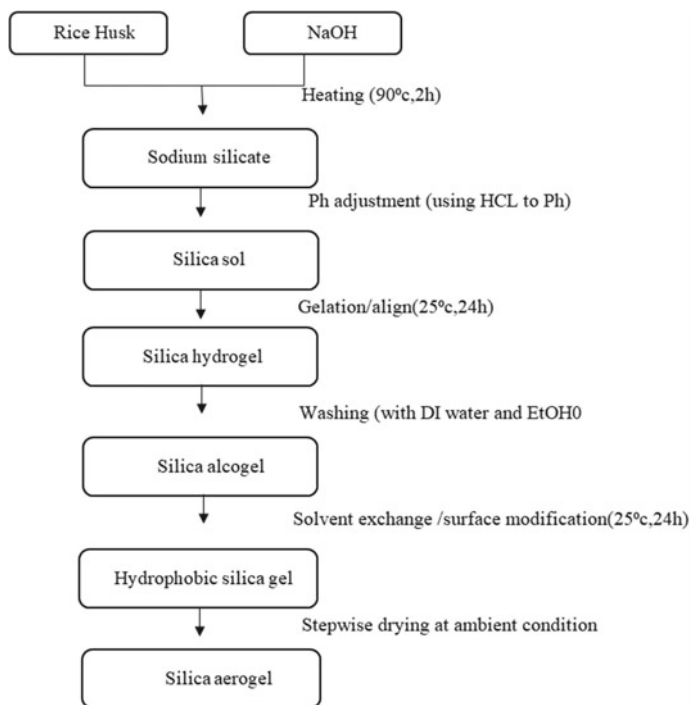 Rice Husk
NaOH
Heating (90ºc,2h)
Sodium silicate
Ph adjustment (using HCL to Ph)
Silica sol
Gelation/align(25ºc,24h)
Silica hydrogel
Washing (with DI water and EtOH0
Silica alcogel
Solvent exchange /surface modification(25ºc,24h)
Hydrophobic silica gel
Stepwise drying at ambient condition
Silica aerogel